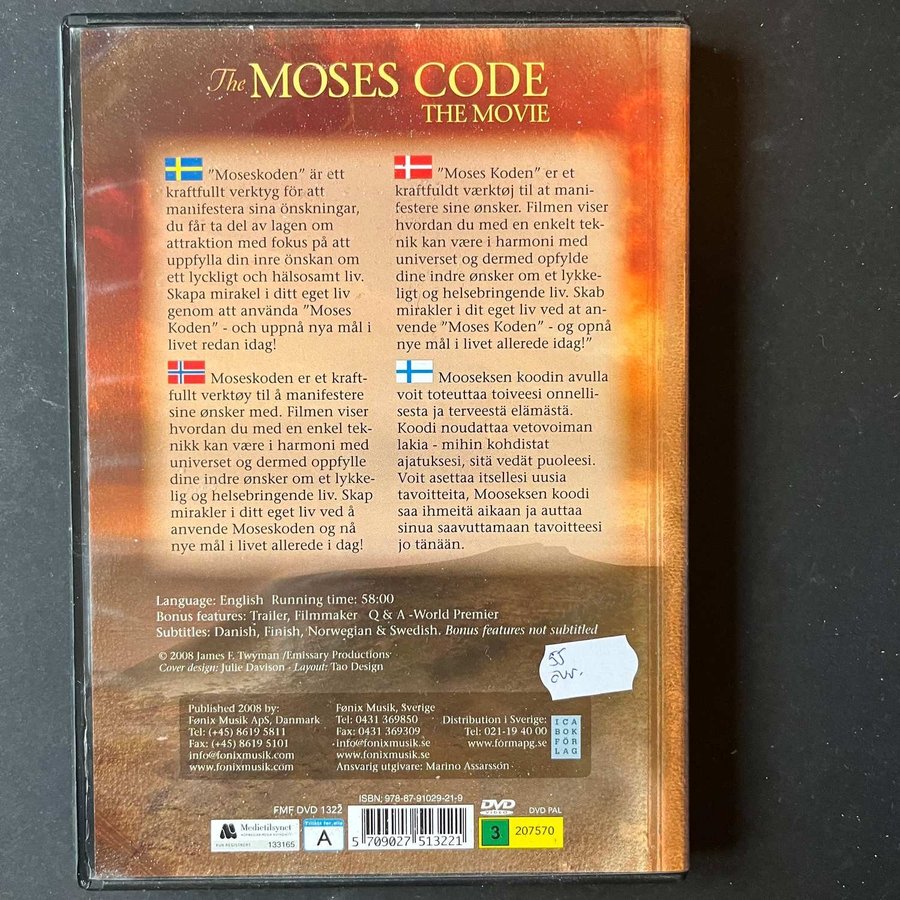 The MOSES CODE
THE MOVIE
"Moseskoden" är ett
kraftfullt verktyg för att
manifestera sina önskningar,
du får ta del av lagen om
attraktion med fokus på att
uppfylla din inre önskan om
ett lyckligt och hälsosamt liv.
Skapa mirakel i ditt eget liv
genom att använda "Moses
Koden" - och uppnå nya mål i
livet redan idag!
"Moses Koden" er et
kraftfuldt værktøj til at mani-
festere sine ønsker. Filmen viser
hvordan du med en enkelt tek-
nik kan være i harmoni med
universet og dermed opfylde
dine indre ønsker om et lykke-
ligt og helsebringende liv. Skab
mirakler i dit eget liv ved at an-
vende "Moses Koden" - og opnå
nye mål i livet allerede idag!"
Moseskoden er et kraft-
fullt verktøy til å manifestere
sine ønsker med. Filmen viser
hvordan du med en enkel tek-
nikk kan være i harmoni med
universet og dermed oppfylle
dine indre ønsker om et lykke-
lig og helsebringende liv. Skap
mirakler i ditt eget liv ved å
anvende Moseskoden og nå
nye mål i livet allerede i dag!
Mooseksen koodin avulla
voit toteuttaa toiveesi onnelli-
sesta ja terveestä elämästä.
Koodi noudattaa vetovoiman
lakia - mihin kohdistat
ajatuksesi, sitä vedät puoleesi.
Voit asettaa itsellesi uusia
tavoitteita, Mooseksen koodi
saa ihmeitä aikaan ja auttaa
sinua saavuttamaan tavoitteesi
jo tänään.
Language: English Running time: 58:00
Bonus features: Trailer, Filmmaker Q & A -World Premier
Subtitles: Danish, Finish, Norwegian & Swedish. Bonus features not subtitled
© 2008 James F. Twyman /Emissary Productions
Cover design: Julie Davison - Layout: Tao Design
55
Published 2008 by:
Fønix Musik ApS, Danmark
Tel: (+45) 8619 5811
Fax: (+45) 8619 5101
info@fonixmusik.com
www.fonixmusik.com
Fønix Musik, Sverige
Tel: 0431 369850
Fax: 0431 369309
info@fonixmusik.se
www.fonixmusik.se
Ansvarig utgivare: Marino Assarsson
Distribution i Sverige:
Tel: 021-19 40 00
www.formapg.se
ICA
BOK
FÖR
LAG
FMF DVD 1322
ISBN: 978-87-91029-21-9
5 709027 513221
Medietilsynet
133165
Tilladt for alle
A
DVD
VIDEO
DVD PAL
3 207570